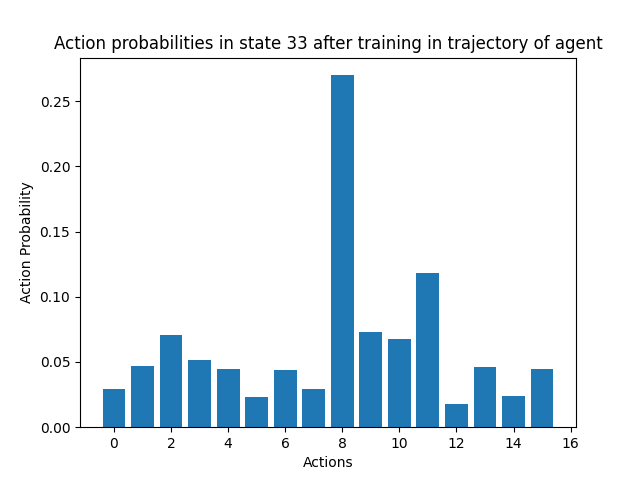 Action probabilities in state 33 after training in trajectory of agent
0.25
0.20
0.15
0.10
0.05
0.00
Action Probability
0 2 4 6 8 10 12 14 16
Actions